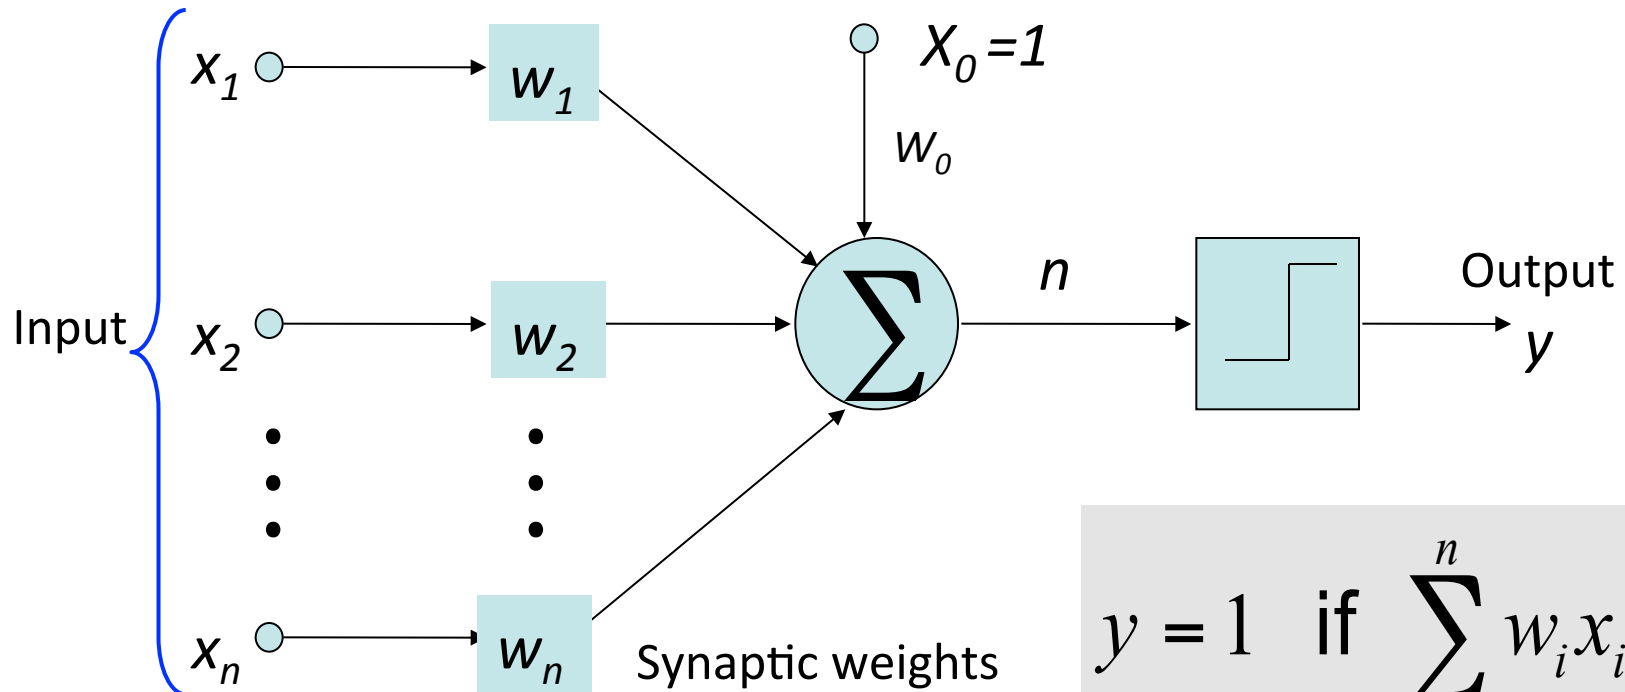 x₁ w₁ X₀ =1
w₀
Input x₂ w₂ ∑ n Output
y
xₙ wₙ Synaptic weights
n
y = 1 if ∑ wᵢxᵢ